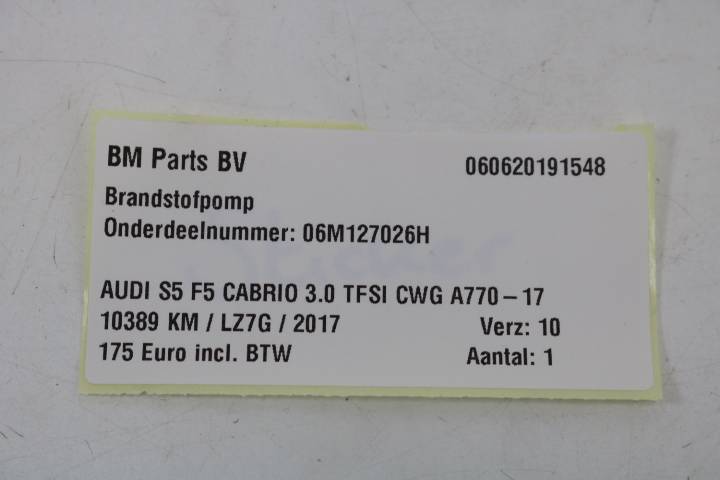 BM Parts BV 060620191548
Brandstofpomp
Onderdeelnummer: 06M127026H
AUDI S5 F5 CABRIO 3.0 TFSI CWG A770-17
10389 KM / LZ7G / 2017 Verz: 10
175 Euro incl. BTW Aantal: 1